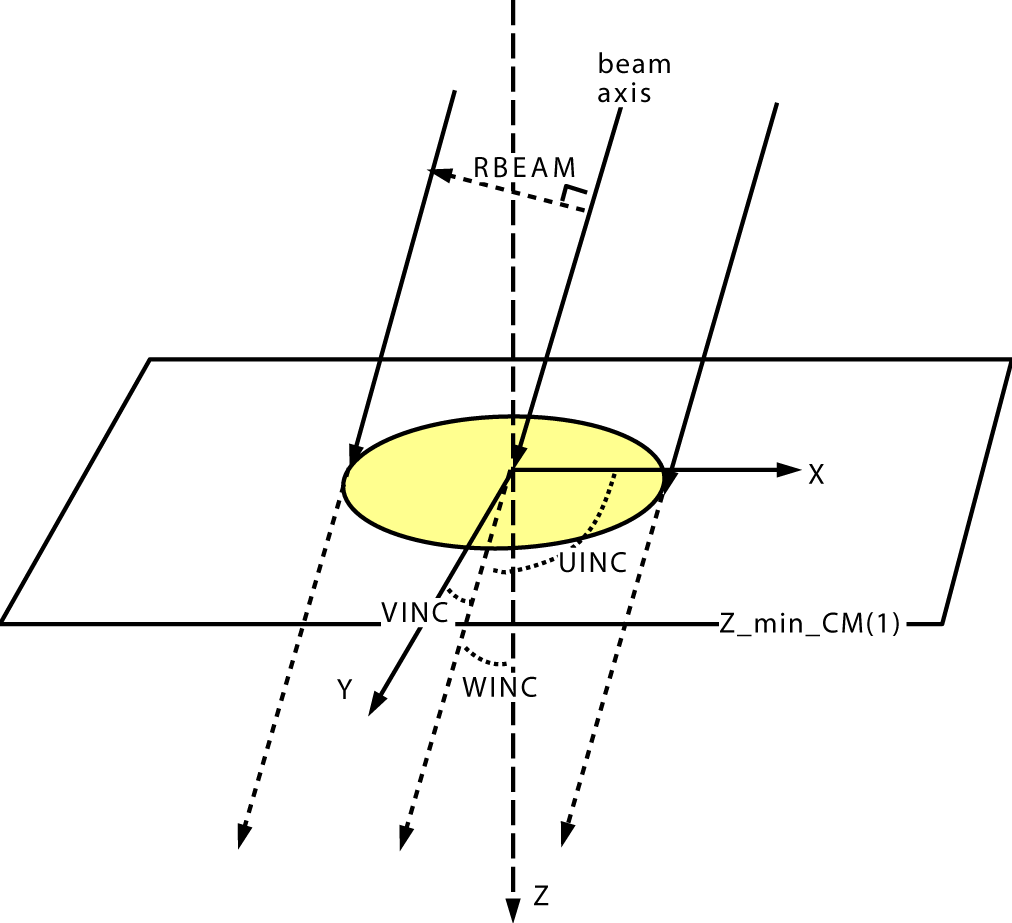 beam
axis
RBEAM
X
UINC
VINC
Z_min_CM(1)
Y
WINC
Z